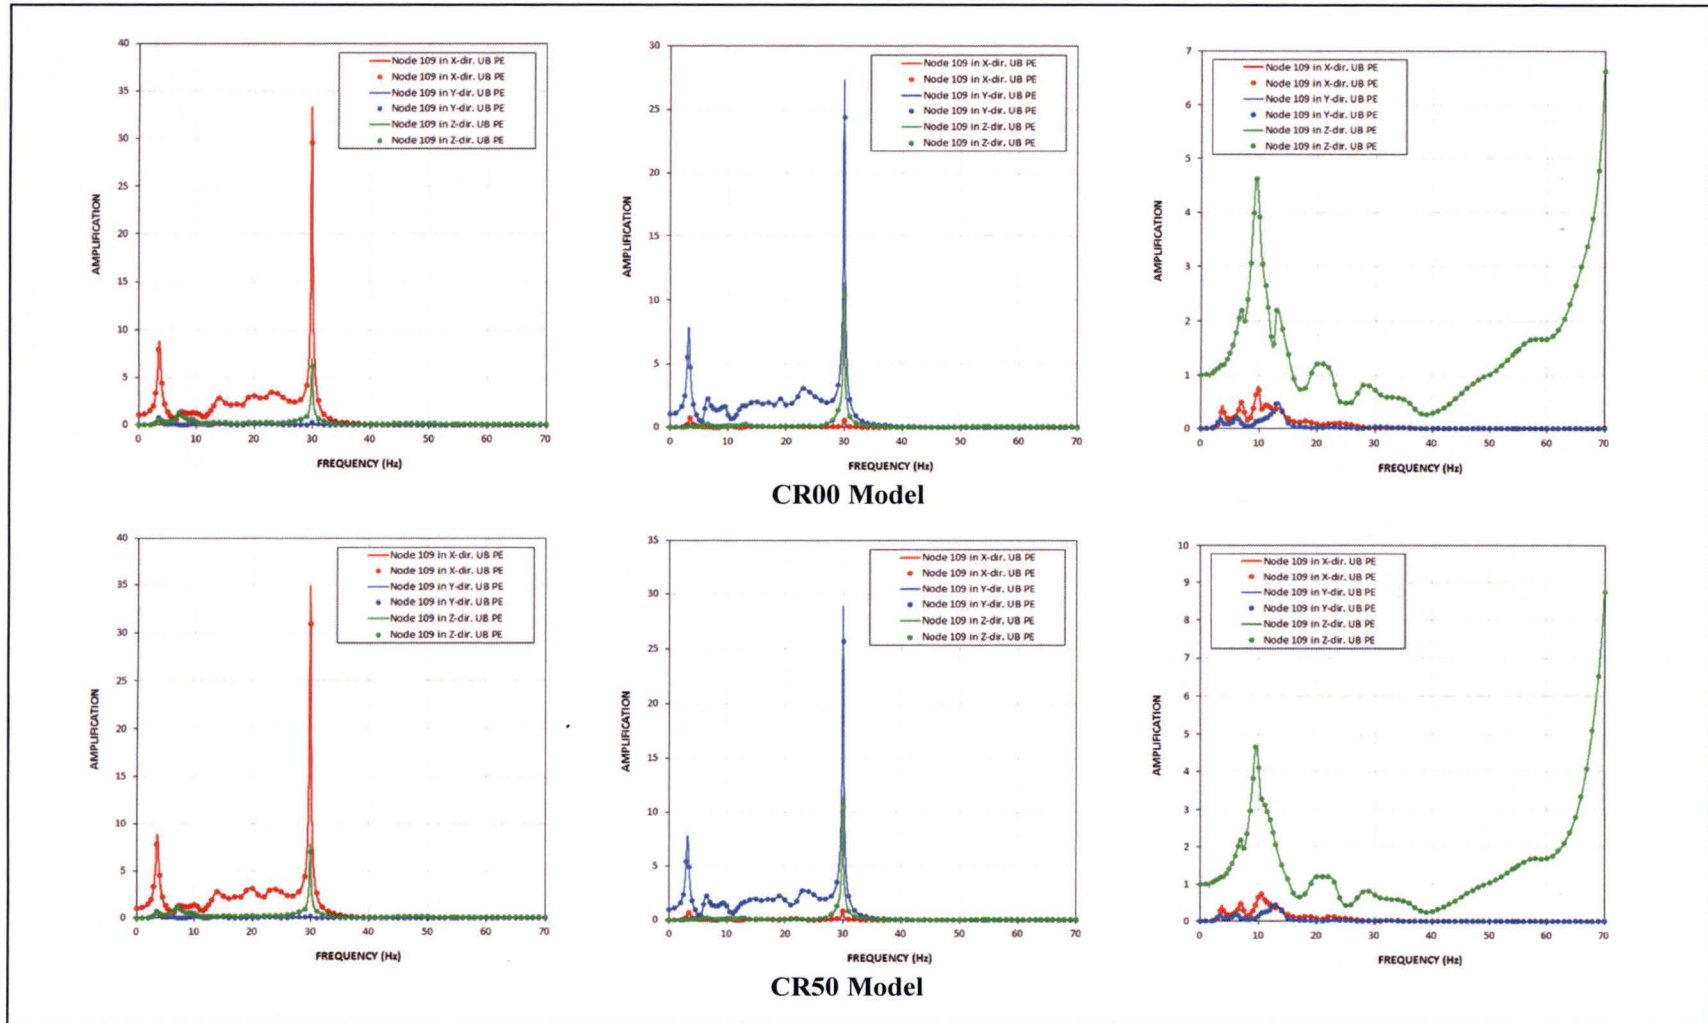 40
35
30
25
20
15
10
5
0
AMPLIFICATION
Node 109 in X-dir. UB PE
Node 109 in X-dir. UB PE
Node 109 in Y-dir. UB PE
Node 109 in Y-dir. UB PE
Node 109 in Z-dir. UB PE
Node 109 in Z-dir. UB PE
0 10 20 30 40 50 60 70
FREQUENCY (Hz)
30
25
20
15
10
5
0
AMPLIFICATION
Node 109 in X-dir. UB PE
Node 109 in X-dir. UB PE
Node 109 in Y-dir. UB PE
Node 109 in Y-dir. UB PE
Node 109 in Z-dir. UB PE
Node 109 in Z-dir. UB PE
0 10 20 30 40 50 60 70
FREQUENCY (Hz)
7
6
5
4
3
2
1
0
AMPLIFICATION
Node 109 in X-dir. UB PE
Node 109 in X-dir. UB PE
Node 109 in Y-dir. UB PE
Node 109 in Y-dir. UB PE
Node 109 in Z-dir. UB PE
Node 109 in Z-dir. UB PE
0 10 20 30 40 50 60 70
FREQUENCY (Hz)
CR00 Model
40
35
30
25
20
15
10
5
0
AMPLIFICATION
Node 109 in X-dir. UB PE
Node 109 in X-dir. UB PE
Node 109 in Y-dir. UB PE
Node 109 in Y-dir. UB PE
Node 109 in Z-dir. UB PE
Node 109 in Z-dir. UB PE
0 10 20 30 40 50 60 70
FREQUENCY (Hz)
35
30
25
20
15
10
5
0
AMPLIFICATION
Node 109 in X-dir. UB PE
Node 109 in X-dir. UB PE
Node 109 in Y-dir. UB PE
Node 109 in Y-dir. UB PE
Node 109 in Z-dir. UB PE
Node 109 in Z-dir. UB PE
0 10 20 30 40 50 60 70
FREQUENCY (Hz)
10
9
8
7
6
5
4
3
2
1
0
AMPLIFICATION
Node 109 in X-dir. UB PE
Node 109 in X-dir. UB PE
Node 109 in Y-dir. UB PE
Node 109 in Y-dir. UB PE
Node 109 in Z-dir. UB PE
Node 109 in Z-dir. UB PE
0 10 20 30 40 50 60 70
FREQUENCY (Hz)
CR50 Model